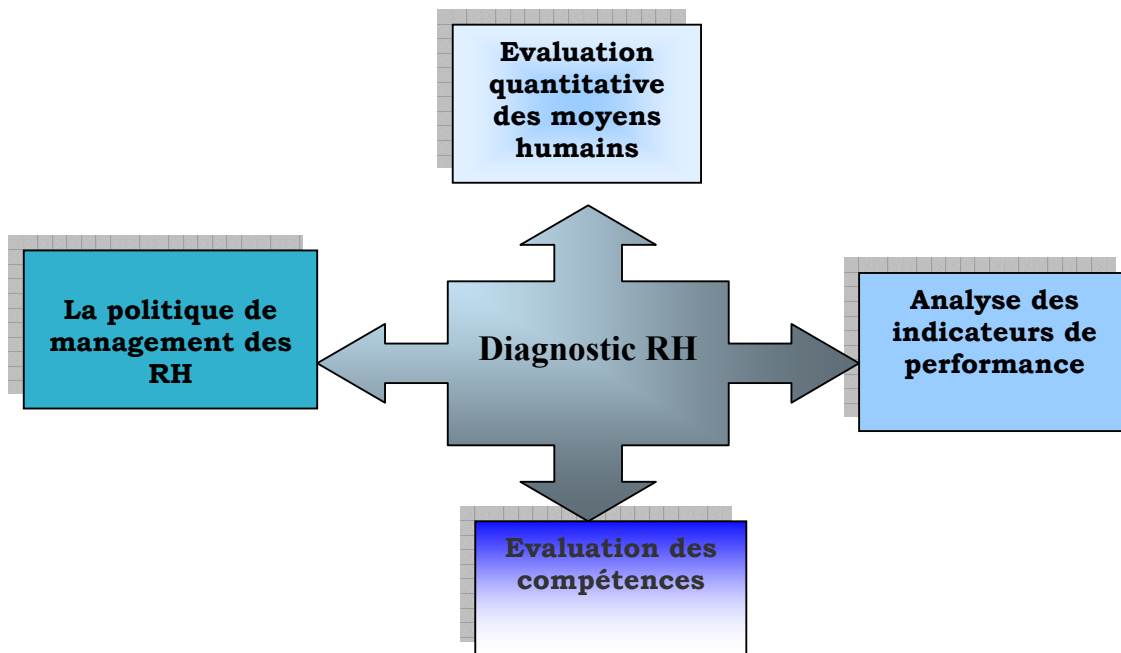 Evaluation
quantitative
des moyens
humains
La politique de
management des
RH
Diagnostic RH
Analyse des
indicateurs de
performance
Evaluation des
compétences